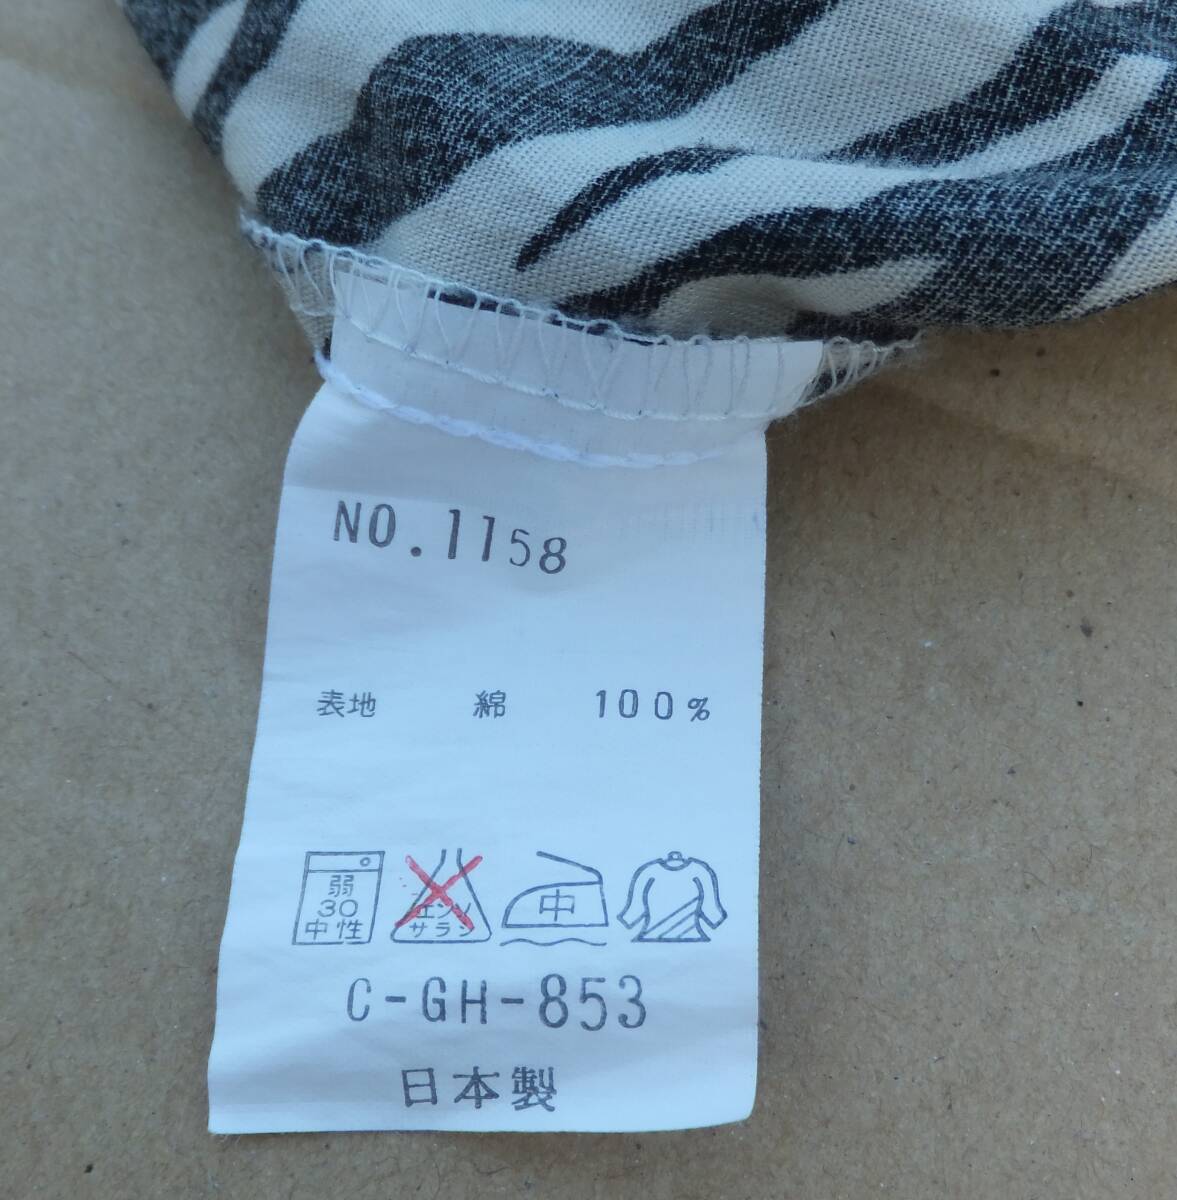 NO.1158
表地 綿 100%
弱
30
中性
エンソ
サラシ
中
C-GH-853
日本製